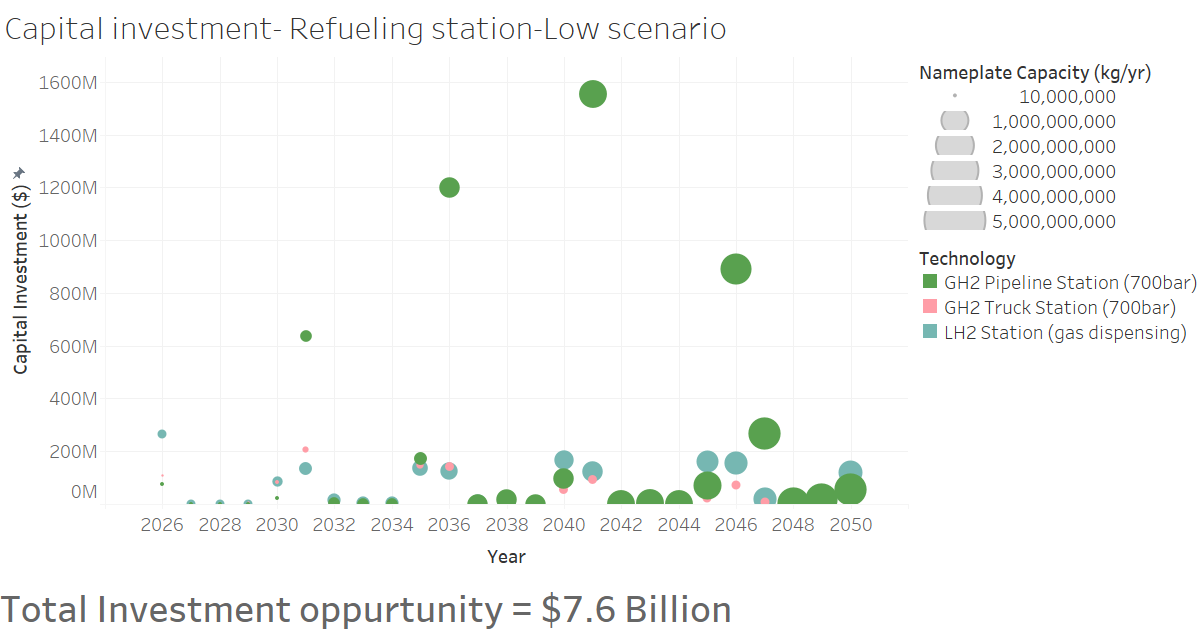 Capital investment- Refueling station-Low scenario
1600M
1400M
1200M
1000M
800M
600M
400M
200M
0M
Capital Investment ($)
2026 2028 2030 2032 2034 2036 2038 2040 2042 2044 2046 2048 2050
Year
Nameplate Capacity (kg/yr)
10,000,000
1,000,000,000
2,000,000,000
3,000,000,000
4,000,000,000
5,000,000,000
Technology
GH2 Pipeline Station (700bar)
GH2 Truck Station (700bar)
LH2 Station (gas dispensing)
Total Investment oppurtunity = $7.6 Billion